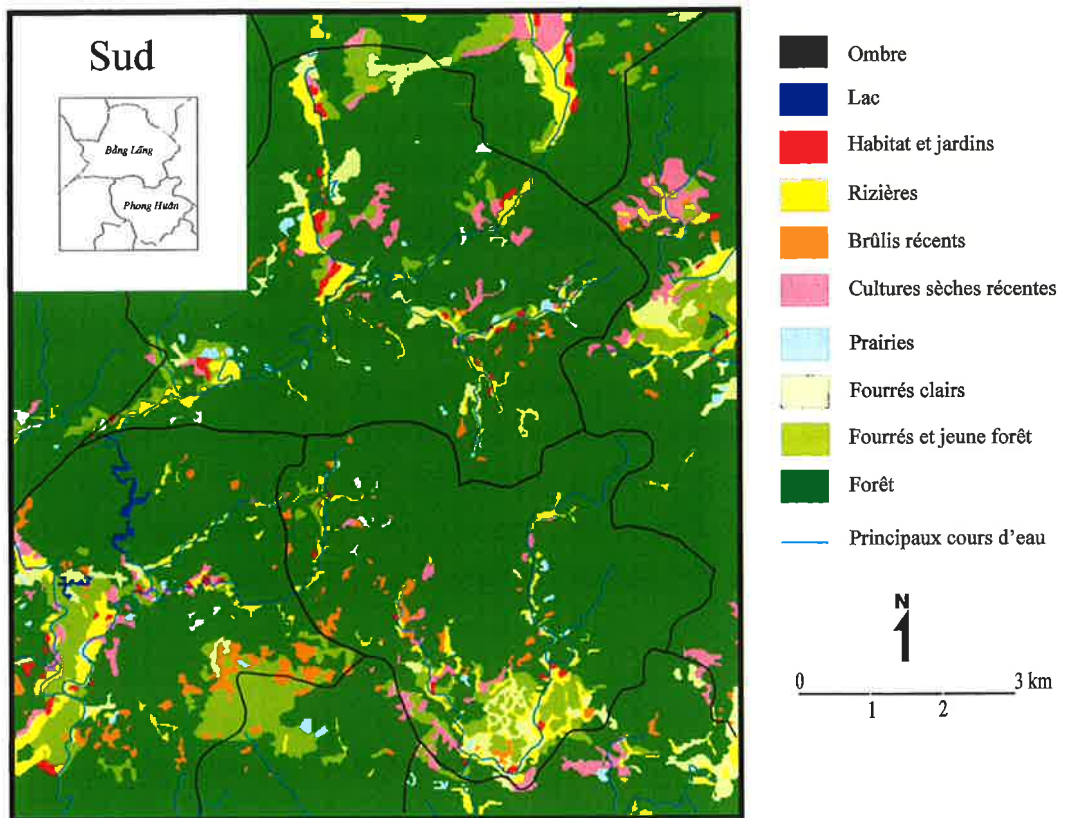 Sud
Bằng Lãng
Phong Huân
Ombre
Lac
Habitat et jardins
Rizières
Brûlis récents
Cultures sèches récentes
Prairies
Fourrés clairs
Fourrés et jeune forêt
Forêt
Principaux cours d'eau
N
0 3 km
1 2